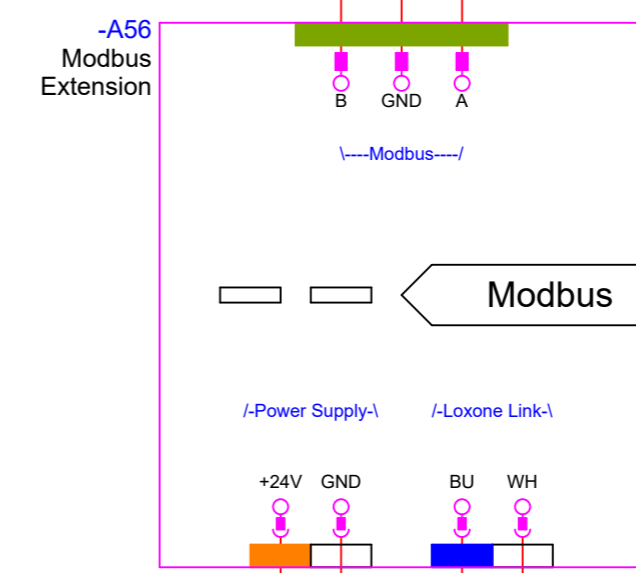 -A56
Modbus
Extension
B GND A
\----Modbus----/
Modbus
/-Power Supply-\ /-Loxone Link-\
+24V GND BU WH